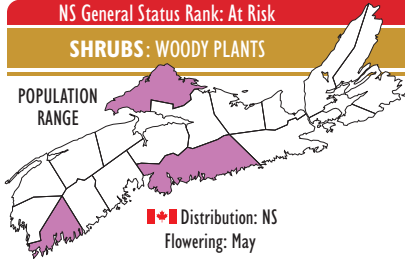 NS General Status Rank: At Risk
SHRUBS: WOODY PLANTS
POPULATION
RANGE
Distribution: NS
Flowering: May